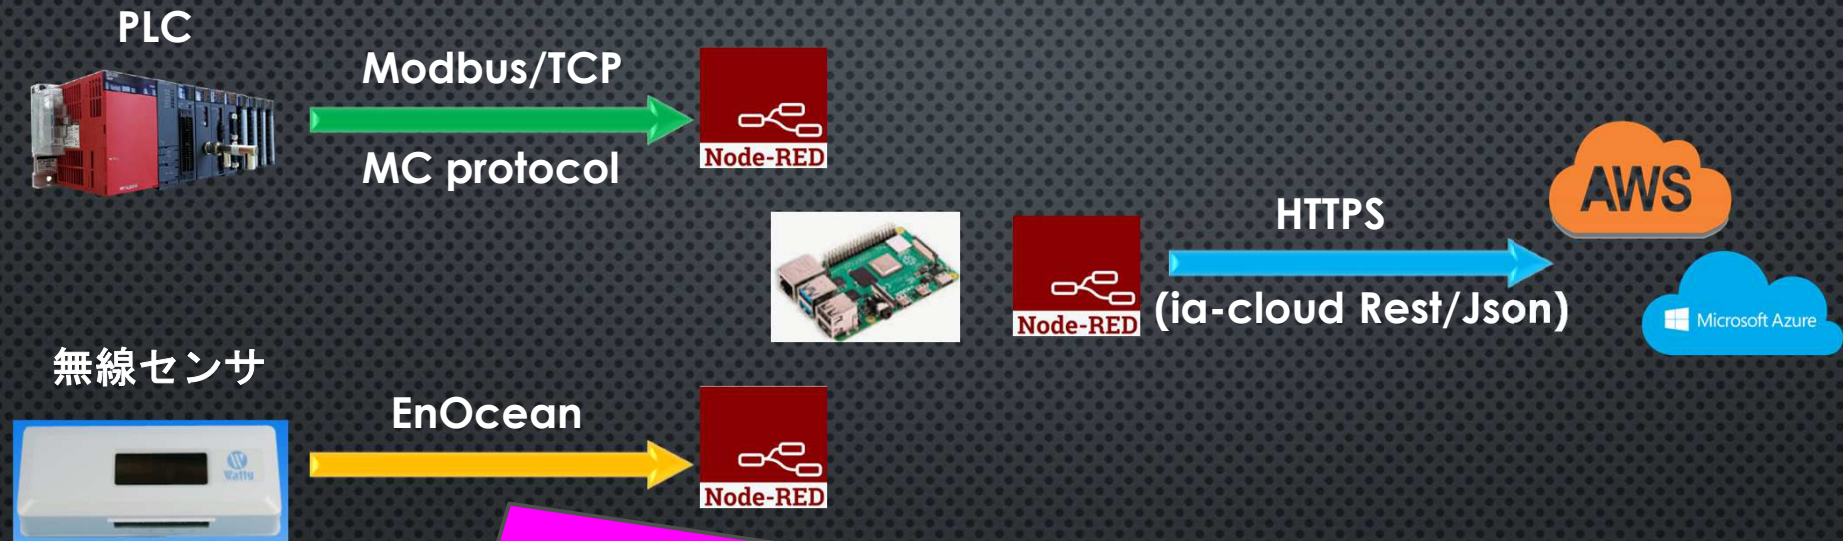 PLC
Modbus/TCP
MC protocol
Node-RED
HTTPS
(ia-cloud Rest/Json)
Node-RED
AWS
Microsoft Azure
無線センサ
Watty
EnOcean
Node-RED